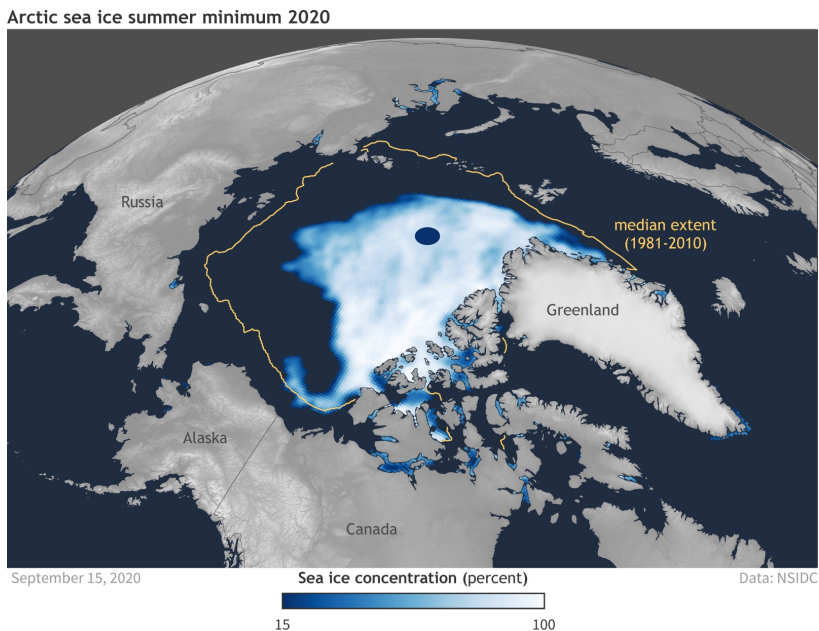 Arctic sea ice summer minimum 2020
Russia
median extent
(1981-2010)
Greenland
Alaska
Canada
September 15, 2020
Sea ice concentration (percent)
Data: NSIDC
15
100